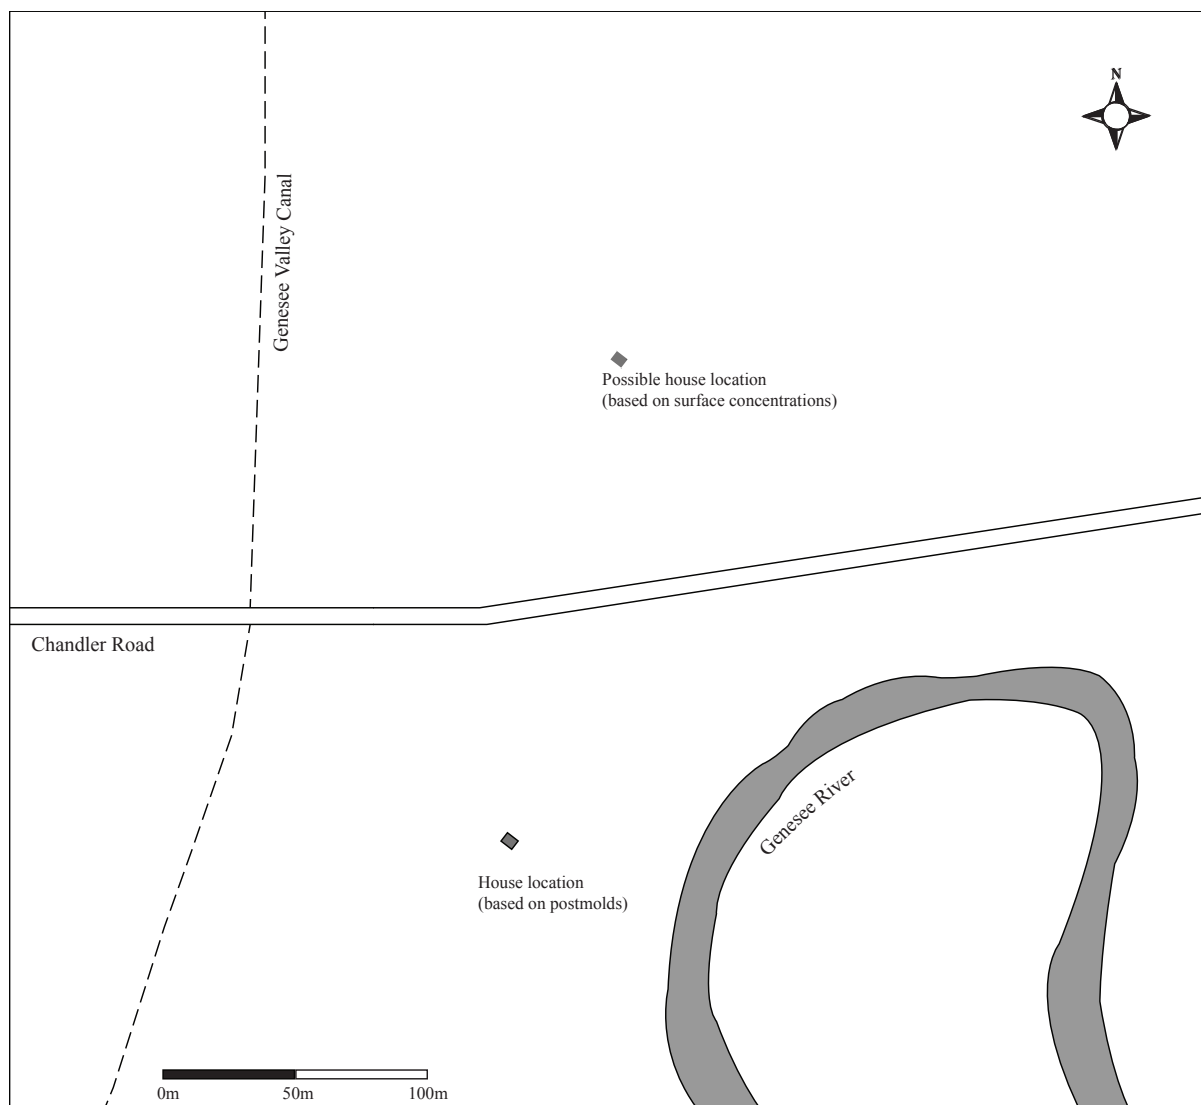 N
Genesee Valley Canal
Possible house location
(based on surface concentrations)
Chandler Road
Genesee River
House location
(based on postmolds)
0m 50m 100m